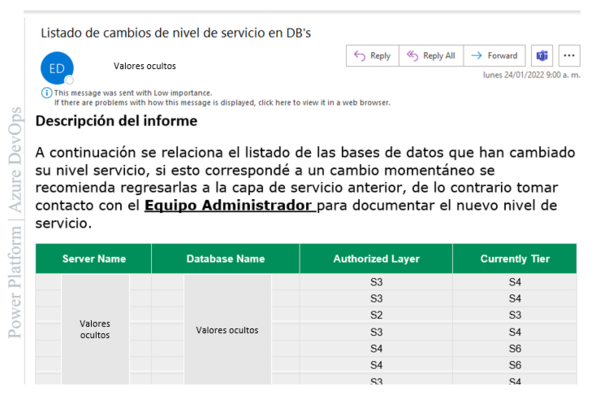 Listado de cambios de nivel de servicio en DB's
ED
Valores ocultos
Reply
Reply All
Forward
lunes 24/01/2022 9:00 a. m.
This message was sent with Low importance.
If there are problems with how this message is displayed, click here to view it in a web browser.
Descripción del informe
A continuación se relaciona el listado de las bases de datos que han cambiado
su nivel servicio, si esto correspondé a un cambio momentáneo se
recomienda regresarlas a la capa de servicio anterior, de lo contrario tomar
contacto con el Equipo Administrador para documentar el nuevo nivel de
servicio.
Server Name Database Name Authorized Layer Currently Tier
S3 S4
S3 S4
S2 S3
Valores
ocultos
Valores ocultos
S3 S4
S4 S6
S4 S6
S3 S4
Power Platform | Azure DevOps